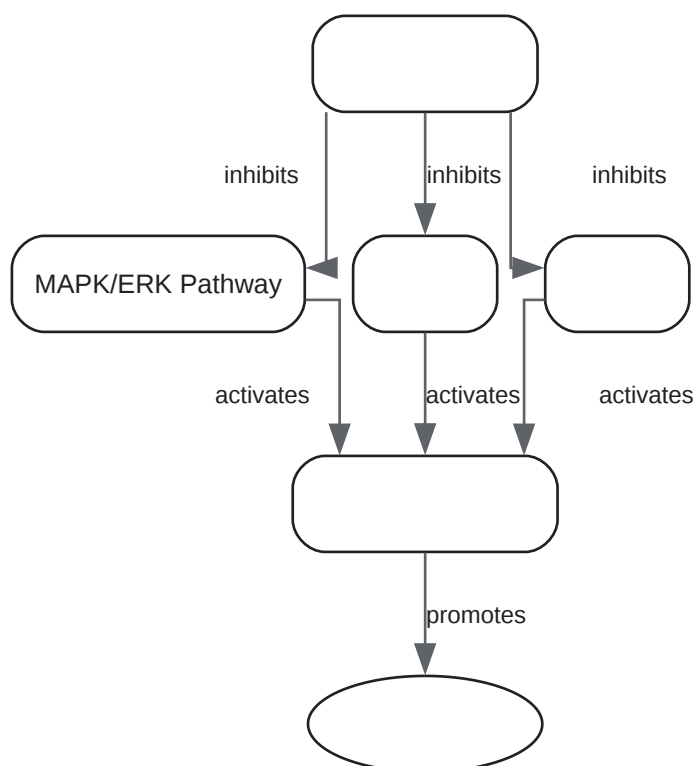 inhibits
inhibits
inhibits
MAPK/ERK Pathway
activates
activates
activates
promotes